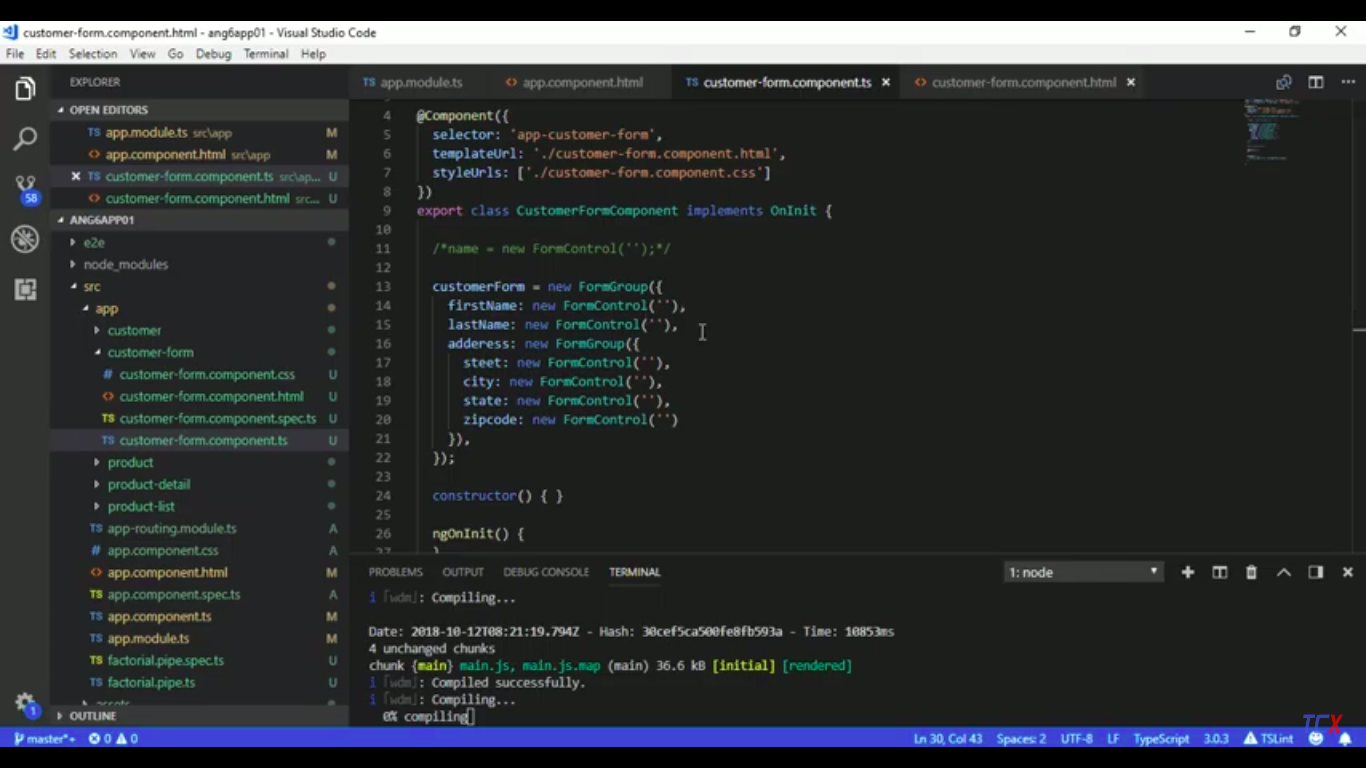 customer-form.component.html - ang6app01 - Visual Studio Code
File Edit Selection View Go Debug Terminal Help
EXPLORER
OPEN EDITORS
TS app.module.ts src\app M
<> app.component.html src\app M
× TS customer-form.component.ts src\ap... U
<> customer-form.component.html src... U
ANG6APP01
e2e
node_modules
src
app
customer
customer-form
# customer-form.component.css U
<> customer-form.component.html U
TS customer-form.component.spec.ts U
TS customer-form.component.ts U
product
product-detail
product-list
TS app-routing.module.ts A
# app.component.css A
<> app.component.html M
TS app.component.spec.ts A
TS app.component.ts M
TS app.module.ts M
TS factorial.pipe.spec.ts U
TS factorial.pipe.ts U
OUTLINE
58
1
TS app.module.ts <> app.component.html TS customer-form.component.ts × <> customer-form.component.html ×
4 @Component({
5 selector: 'app-customer-form',
6 templateUrl: './customer-form.component.html',
7 styleUrls: ['./customer-form.component.css']
8 })
9 export class CustomerFormComponent implements OnInit {
10
11 /*name = new FormControl('');*/
12
13 customerForm = new FormGroup({
14 firstName: new FormControl(''),
15 lastName: new FormControl(''),
16 adderess: new FormGroup({
17 steet: new FormControl(''),
18 city: new FormControl(''),
19 state: new FormControl(''),
20 zipcode: new FormControl('')
21 }),
22 });
23
24 constructor() { }
25
26 ngOnInit() {
27 }
PROBLEMS OUTPUT DEBUG CONSOLE TERMINAL 1: node
i ｢wdm｣: Compiling...
Date: 2018-10-12T08:21:19.794Z - Hash: 30cef5ca500fe8fb593a - Time: 10853ms
4 unchanged chunks
chunk {main} main.js, main.js.map (main) 36.6 kB [initial] [rendered]
i ｢wdm｣: Compiled successfully.
i ｢wdm｣: Compiling...
0% compiling
master*+ 0 0 Ln 30, Col 43 Spaces: 2 UTF-8 LF TypeScript 3.0.3 TSLint
TCX